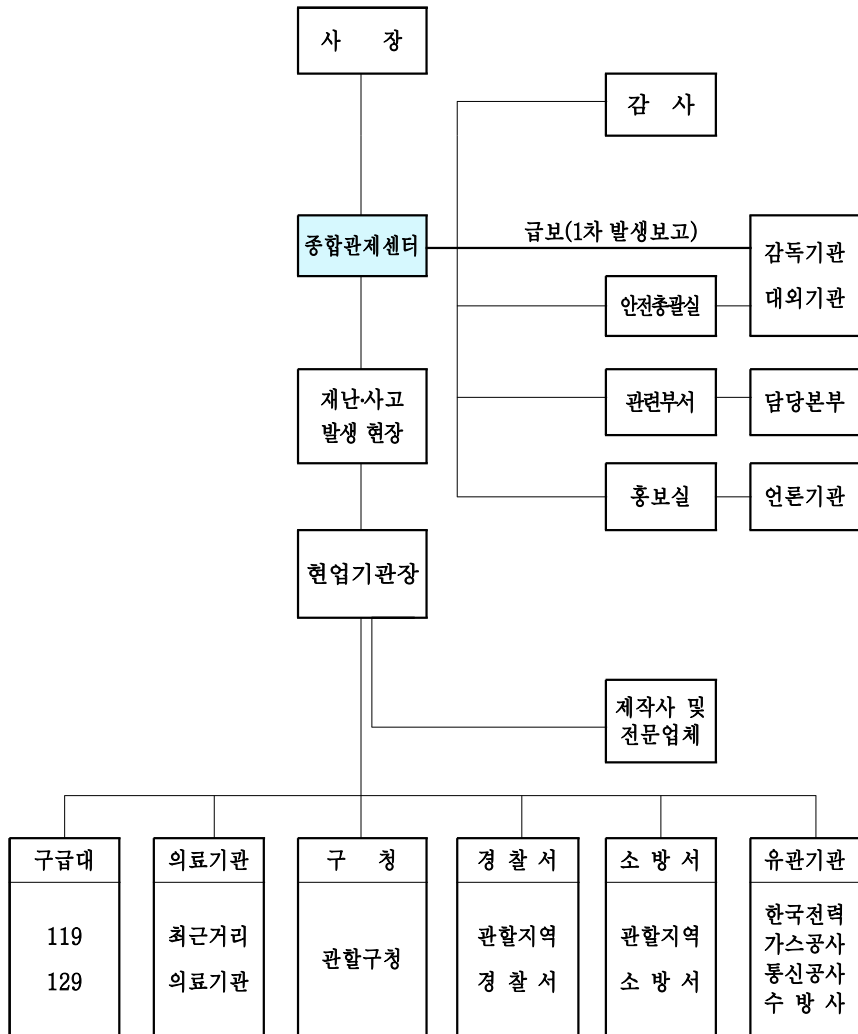 사 장
감 사
종합관제센터
급보(1차 발생보고)
감독기관
대외기관
안전총괄실
재난·사고
발생 현장
관련부서
담당본부
홍보실
언론기관
현업기관장
제작사 및
전문업체
구급대
119
129
의료기관
최근거리
의료기관
구 청
관할구청
경 찰 서
관할지역
경 찰 서
소 방 서
관할지역
소 방 서
유관기관
한국전력
가스공사
통신공사
수 방 사